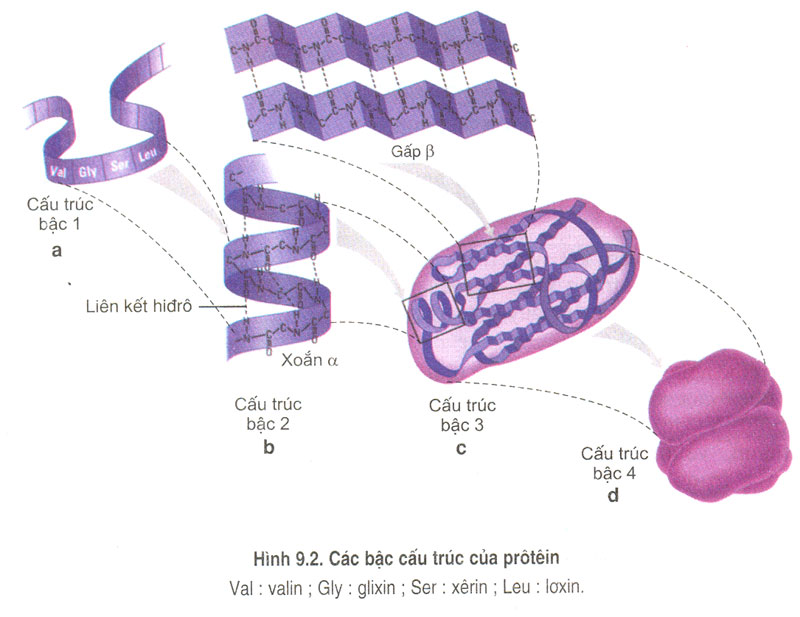 Gấp β
Val Gly Ser Leu
Cấu trúc
bậc 1
a
Liên kết hiđrô
Xoắn α
Cấu trúc
bậc 2
b
Cấu trúc
bậc 3
c
Cấu trúc
bậc 4
d
Hình 9.2. Các bậc cấu trúc của prôtêin
Val : valin ; Gly : glixin ; Ser : xêrin ; Leu : lơxin.